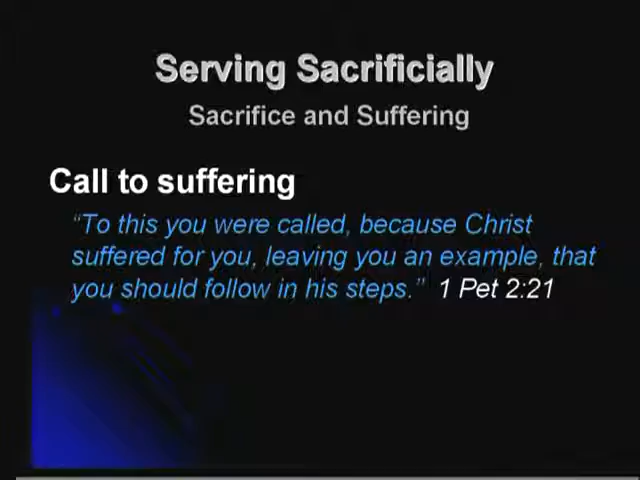 Serving Sacrificially
Sacrifice and Suffering
Call to suffering
“To this you were called, because Christ
suffered for you, leaving you an example, that
you should follow in his steps.” 1 Pet 2:21